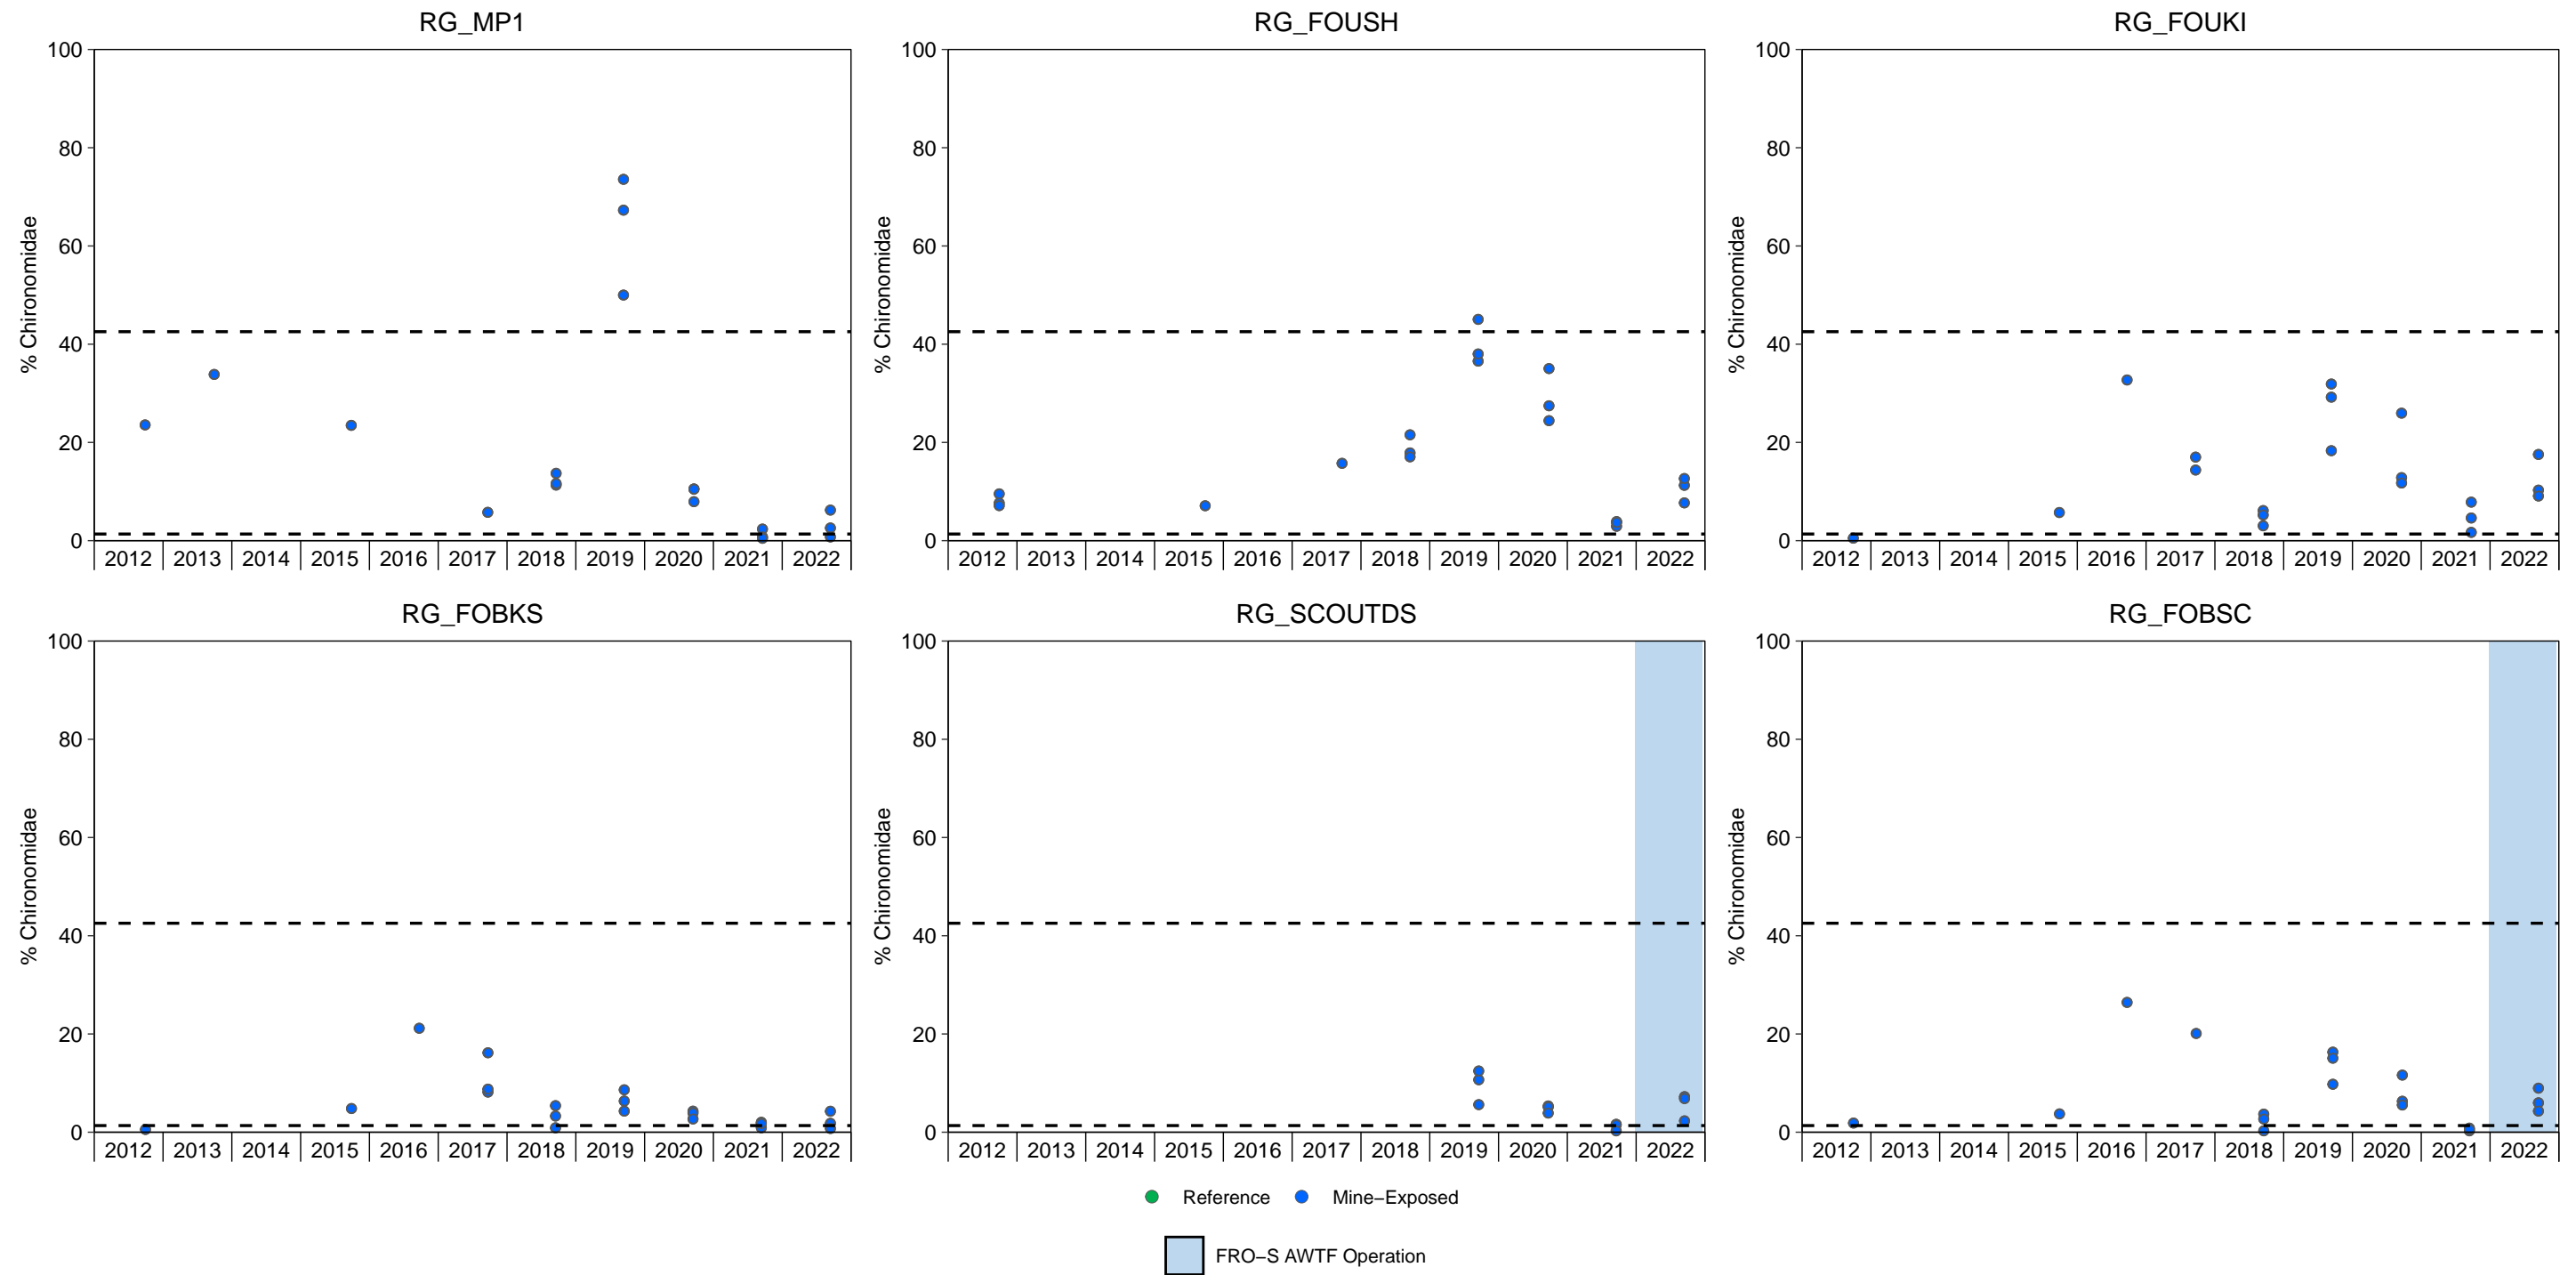 RG_MP1 RG_FOUSH RG_FOUKI
100 100 100
80 80 80
60 60 60
% Chironomidae % Chironomidae % Chironomidae
40 40 40
20 20 20
0 0 0
2012 2013 2014 2015 2016 2017 2018 2019 2020 2021 2022 2012 2013 2014 2015 2016 2017 2018 2019 2020 2021 2022 2012 2013 2014 2015 2016 2017 2018 2019 2020 2021 2022
RG_FOBKS RG_SCOUTDS RG_FOBSC
100 100 100
80 80 80
60 60 60
% Chironomidae % Chironomidae % Chironomidae
40 40 40
20 20 20
0 0 0
2012 2013 2014 2015 2016 2017 2018 2019 2020 2021 2022 2012 2013 2014 2015 2016 2017 2018 2019 2020 2021 2022 2012 2013 2014 2015 2016 2017 2018 2019 2020 2021 2022
Reference Mine−Exposed
FRO−S AWTF Operation